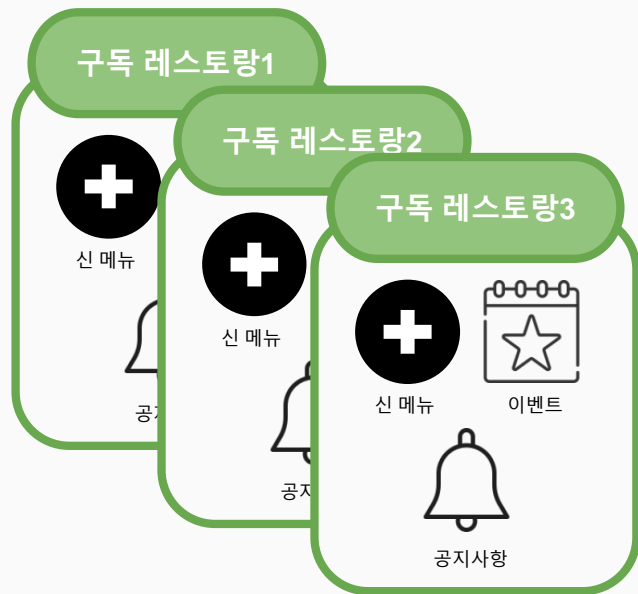 구독 레스토랑1
신 메뉴
구독 레스토랑2
신 메뉴
구독 레스토랑3
신 메뉴
이벤트
공지사항